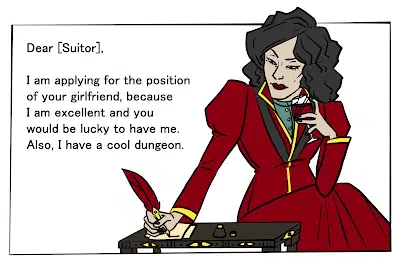 Dear [Suitor],
I am applying for the position
of your girlfriend, because
I am excellent and you
would be lucky to have me.
Also, I have a cool dungeon.